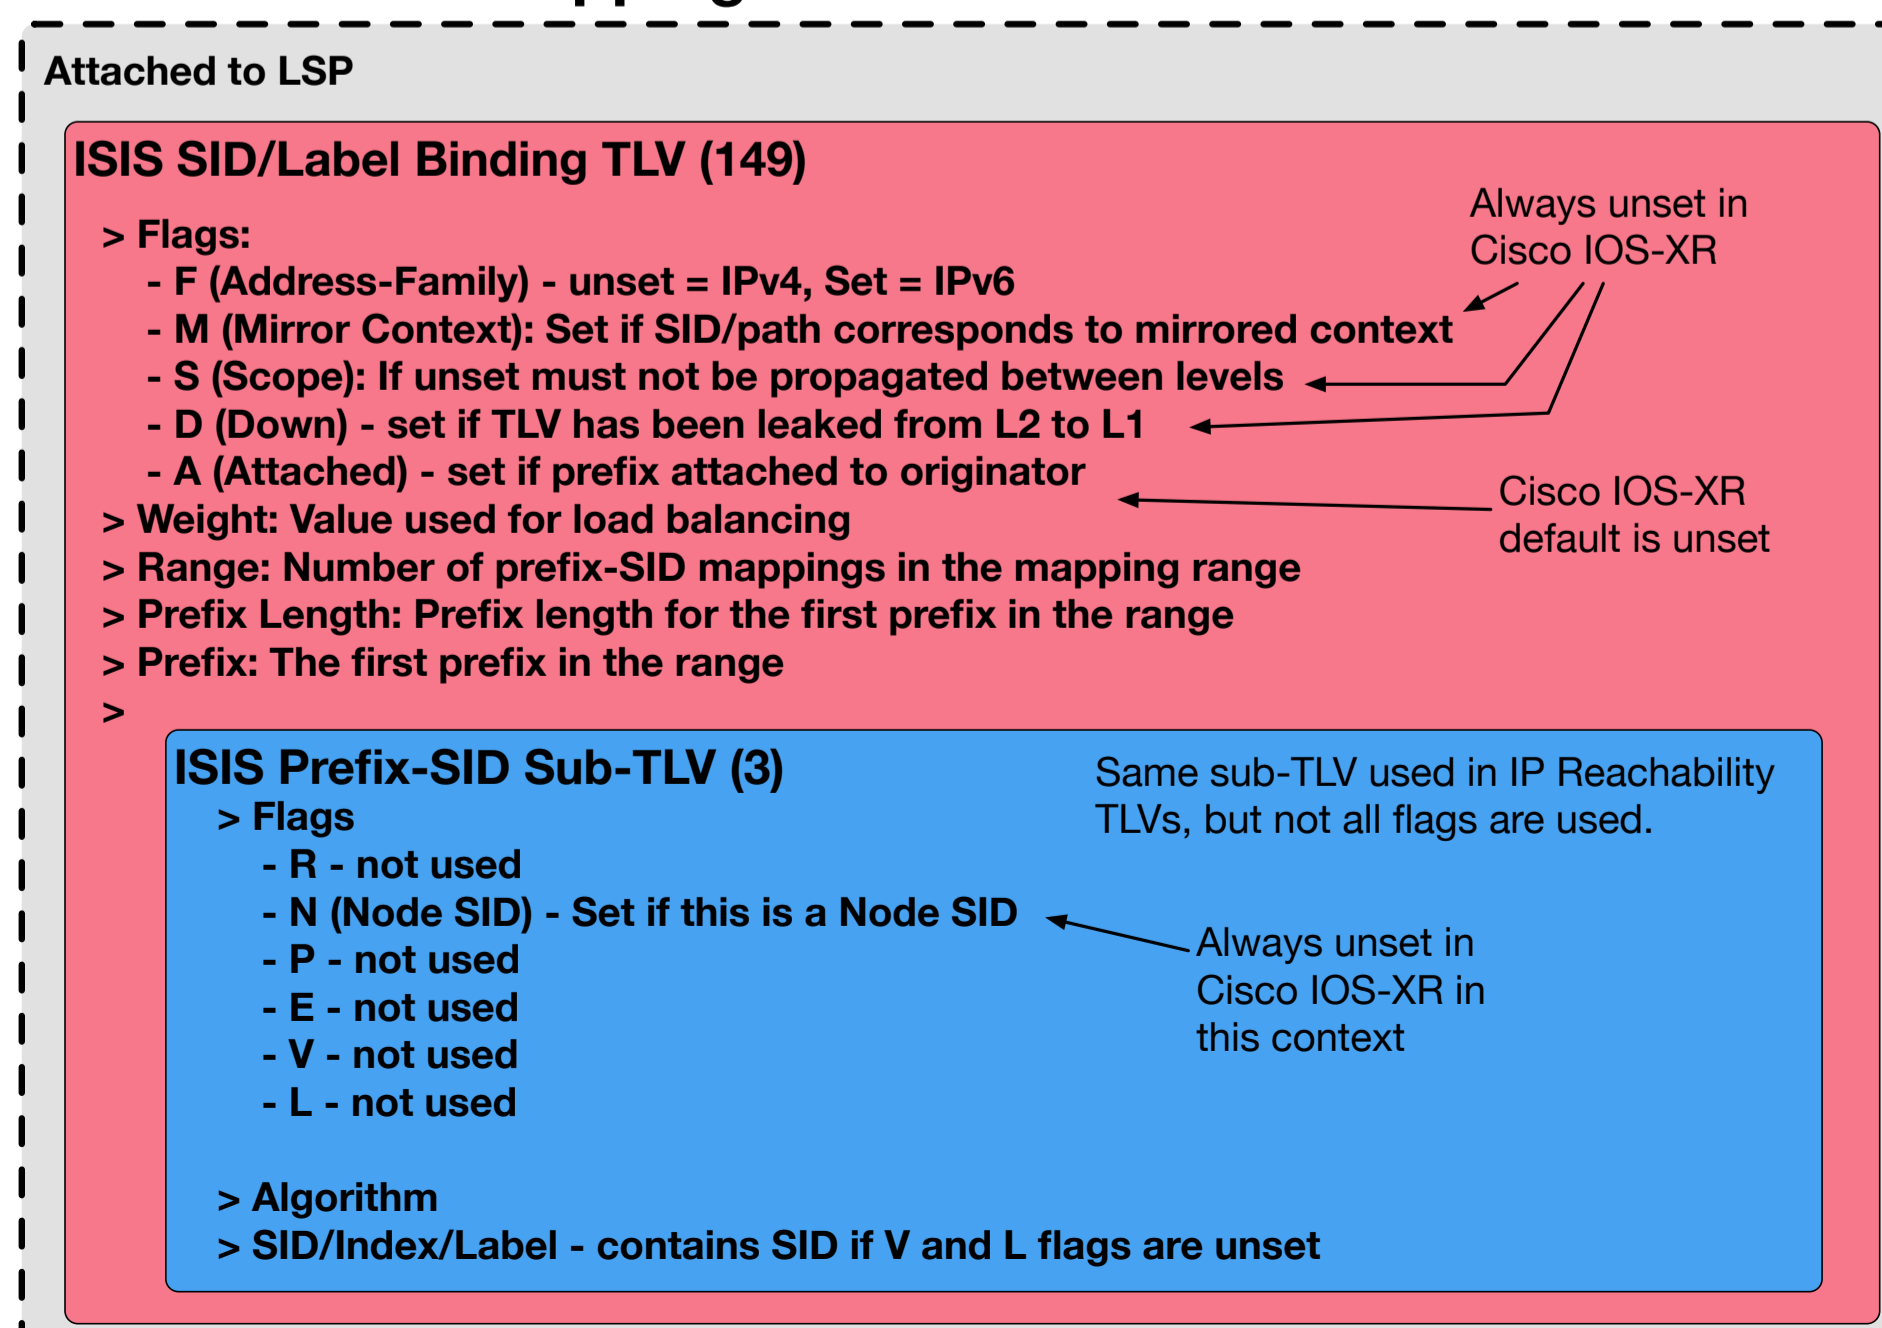 Attached to LSP
ISIS SID/Label Binding TLV (149)
> Flags:
- F (Address-Family) - unset = IPv4, Set = IPv6
- M (Mirror Context): Set if SID/path corresponds to mirrored context
- S (Scope): If unset must not be propagated between levels
- D (Down) - set if TLV has been leaked from L2 to L1
- A (Attached) - set if prefix attached to originator
> Weight: Value used for load balancing
> Range: Number of prefix-SID mappings in the mapping range
> Prefix Length: Prefix length for the first prefix in the range
> Prefix: The first prefix in the range
>
Always unset in
Cisco IOS-XR
Cisco IOS-XR
default is unset
ISIS Prefix-SID Sub-TLV (3)
> Flags
- R - not used
- N (Node SID) - Set if this is a Node SID
- P - not used
- E - not used
- V - not used
- L - not used
> Algorithm
> SID/Index/Label - contains SID if V and L flags are unset
Same sub-TLV used in IP Reachability
TLVs, but not all flags are used.
Always unset in
Cisco IOS-XR in
this context